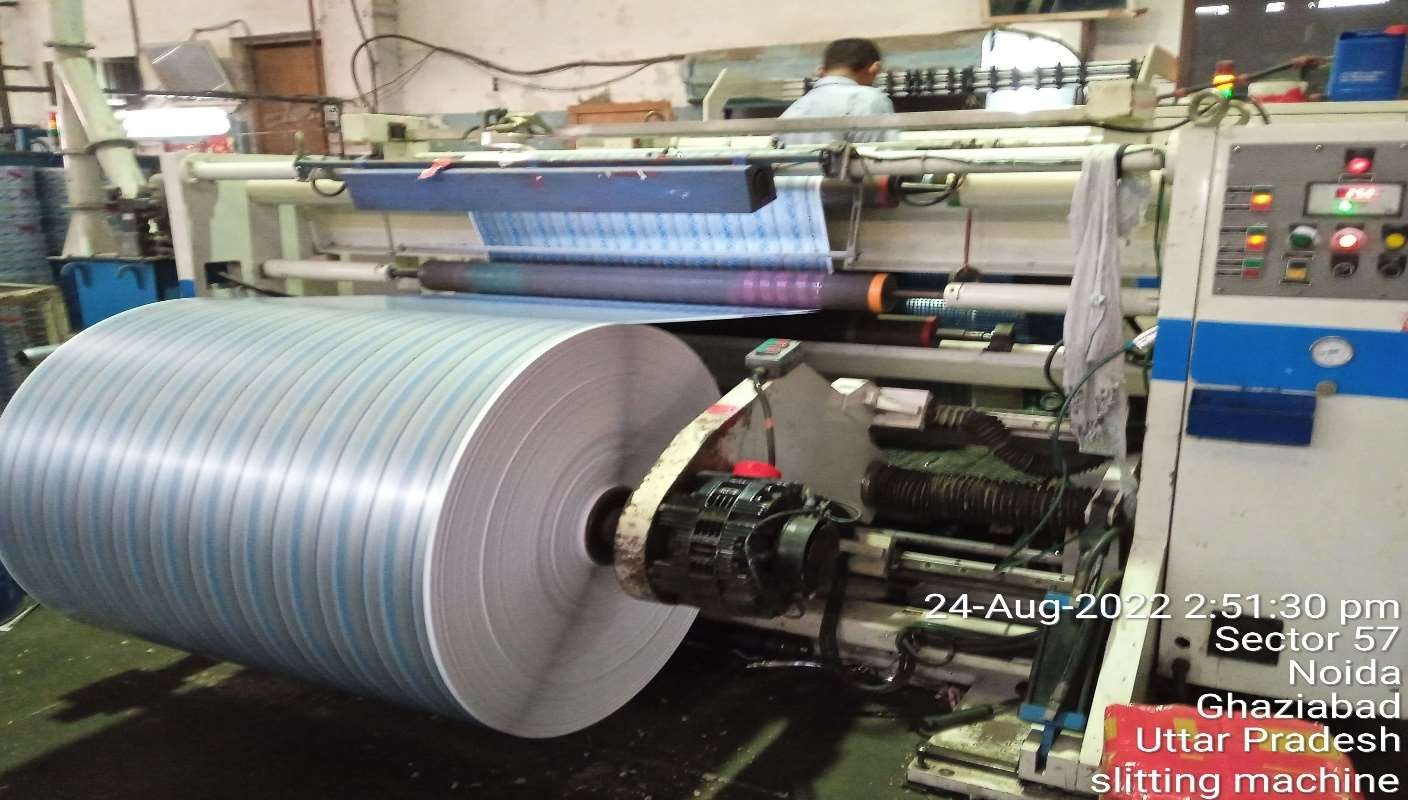 24-Aug-2022 2:51:30 pm
Sector 57
Noida
Ghaziabad
Uttar Pradesh
slitting machine